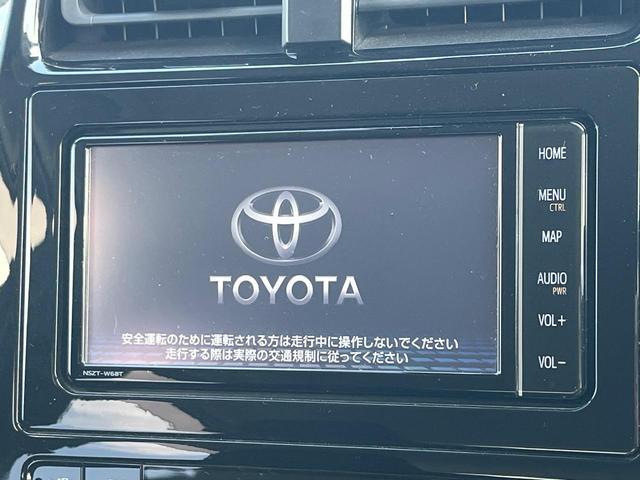 HOME
MENU
CTRL
MAP
AUDIO
PWR
VOL+
VOL-
TOYOTA
安全運転のために運転される方は走行中に操作しないでください
走行する際は実際の交通規制に従ってください
NSZT-W68T